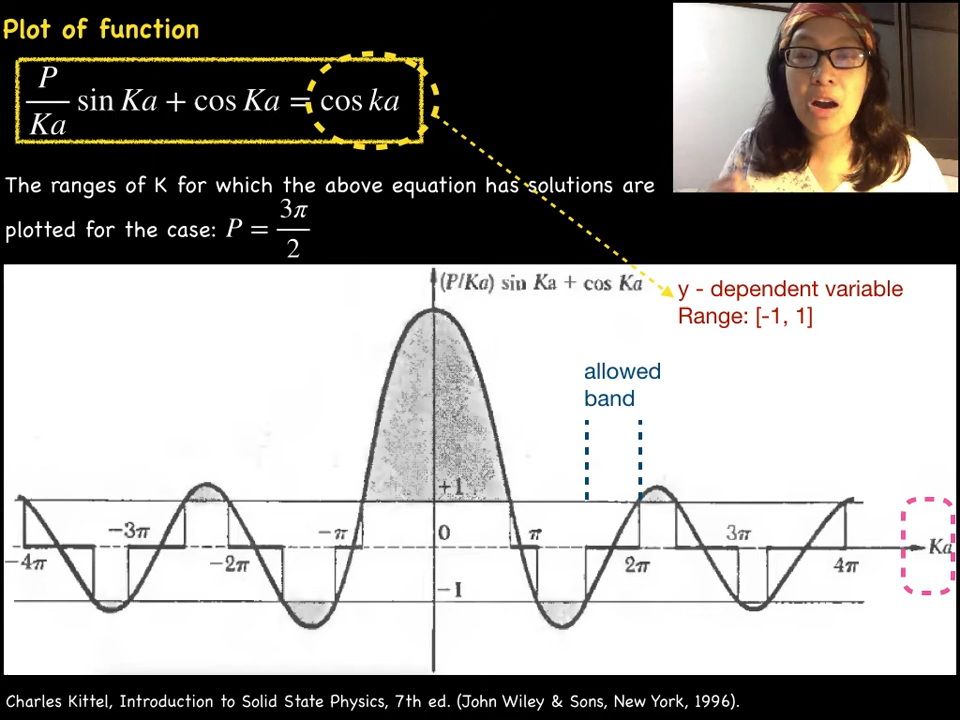 Plot of function
P/Ka sin Ka + cos Ka = cos ka
The ranges of K for which the above equation has solutions are
plotted for the case: P = 3π/2
(P/Ka) sin Ka + cos Ka
y - dependent variable
Range: [-1, 1]
allowed
band
+1
−3π
−π
0
π
3π
Ka
−4π
−2π
2π
4π
−1
Charles Kittel, Introduction to Solid State Physics, 7th ed. (John Wiley & Sons, New York, 1996).